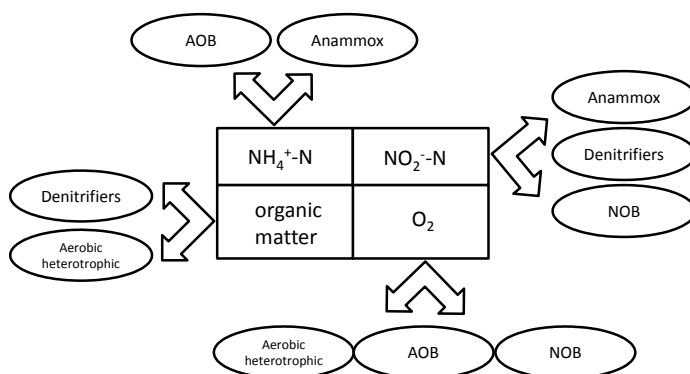 AOB
Anammox
Anammox
NH₄⁺-N
NO₂⁻-N
Denitrifiers
Denitrifiers
NOB
organic
matter
O₂
Aerobic
heterotrophic
Aerobic
heterotrophic
AOB
NOB